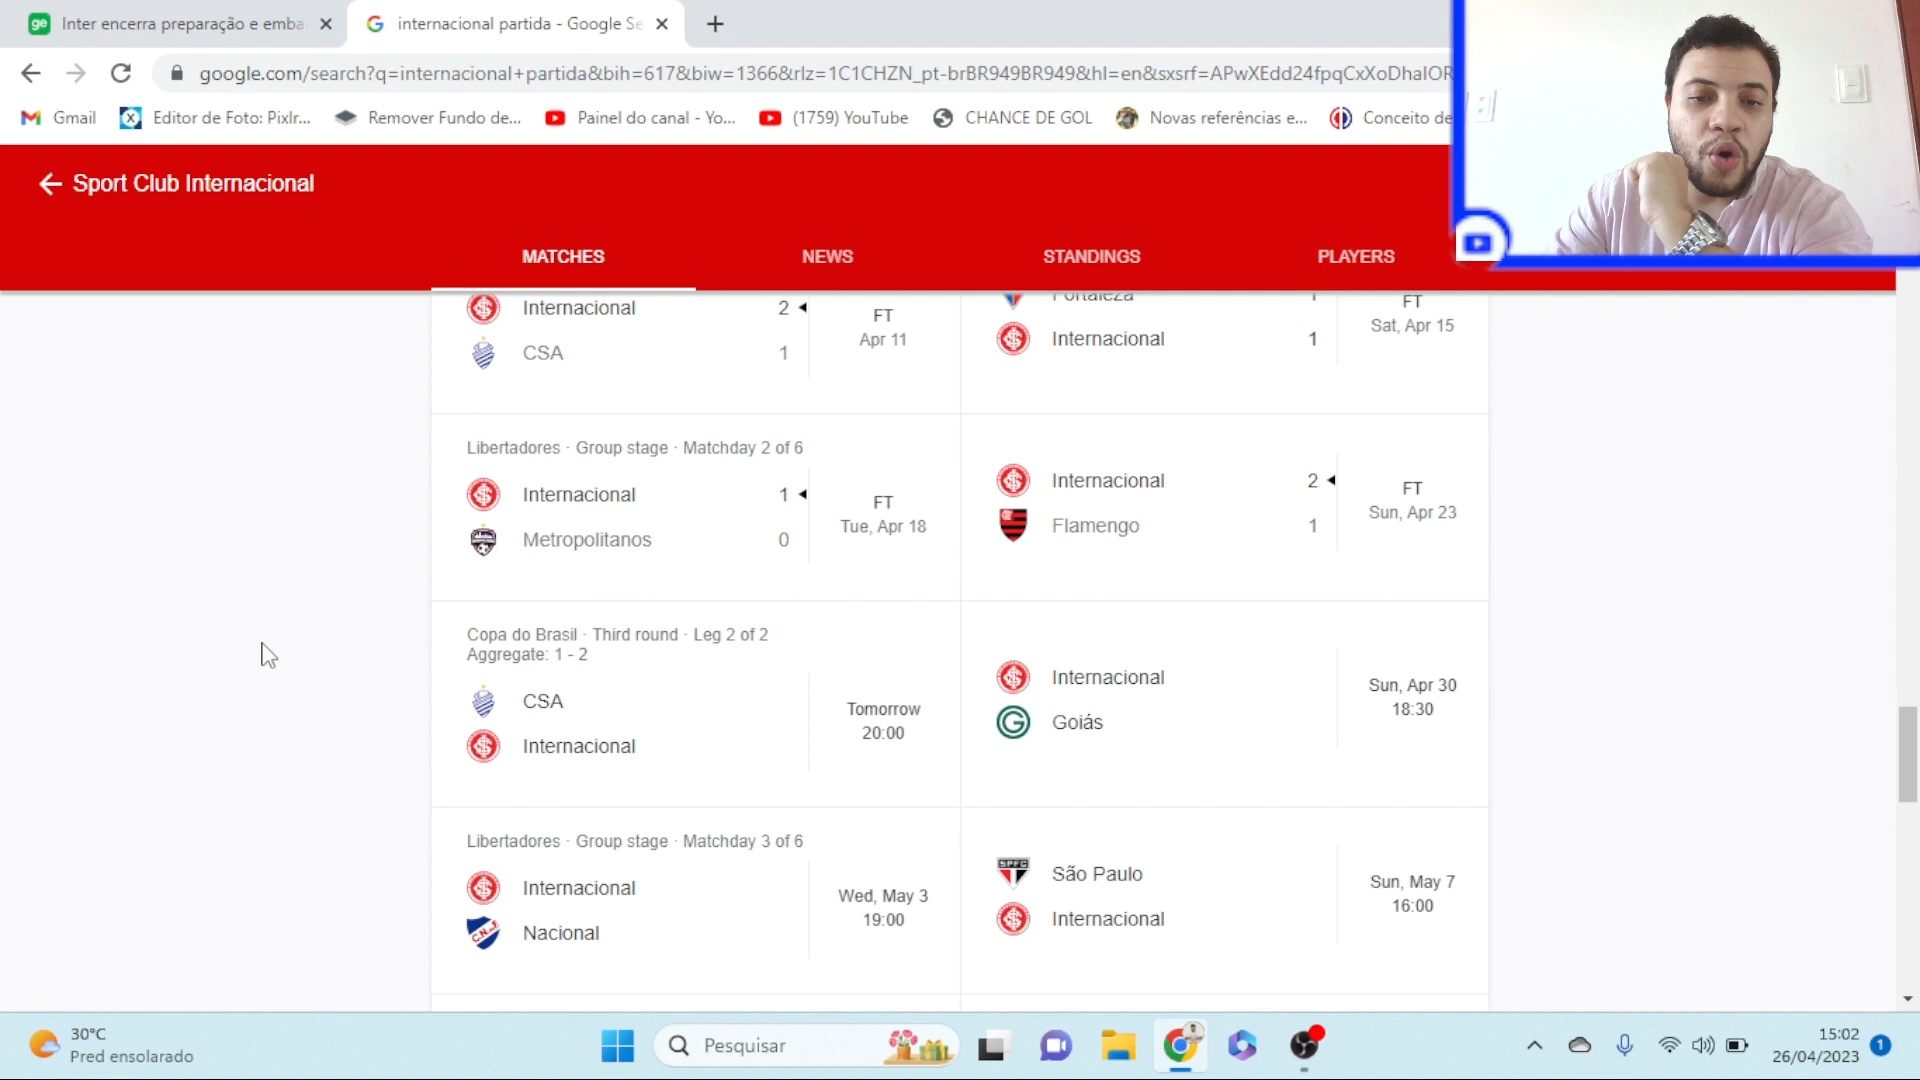 ge Inter encerra preparação e emba
internacional partida - Google Se
google.com/search?q=internacional+partida&bih=617&biw=1366&rlz=1C1CHZN_pt-brBR949BR949&hl=en&sxsrf=APwXEdd24fpqCxXoDhaIOR
Gmail
Editor de Foto: Pixlr...
Remover Fundo de...
Painel do canal - Yo...
(1759) YouTube
CHANCE DE GOL
Novas referências e...
Conceito de
Sport Club Internacional
MATCHES NEWS STANDINGS PLAYERS
Internacional 2
CSA 1
FT
Apr 11
Fortaleza 1
Internacional 1
FT
Sat, Apr 15
Libertadores · Group stage · Matchday 2 of 6
Internacional 1
Metropolitanos 0
FT
Tue, Apr 18
Internacional 2
Flamengo 1
FT
Sun, Apr 23
Copa do Brasil · Third round · Leg 2 of 2
Aggregate: 1 - 2
CSA
Internacional
Tomorrow
20:00
Internacional
Goiás
Sun, Apr 30
18:30
Libertadores · Group stage · Matchday 3 of 6
Internacional
Nacional
Wed, May 3
19:00
SPFC
São Paulo
Internacional
Sun, May 7
16:00
30°C
Pred ensolarado
Pesquisar
15:02
26/04/2023
1